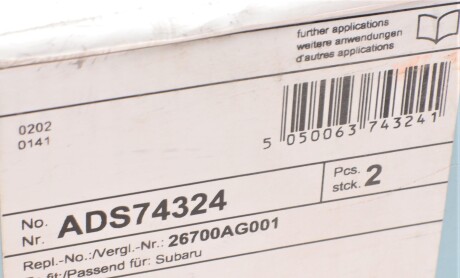 further applications
weitere anwendungen
d'autres applications
0202
0141
5 050063 743241
No.
Nr. ADS74324
Pcs.
stck. 2
Repl.-No.:/Vergl.-Nr.: 26700AG001
fit:/Passend für: Subaru